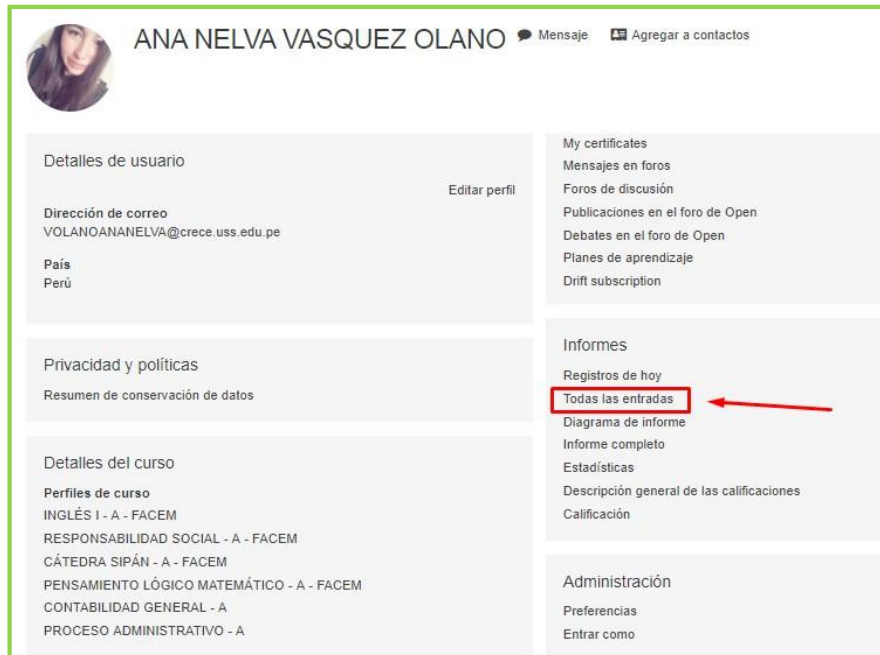 ANA NELVA VASQUEZ OLANO Mensaje Agregar a contactos
Detalles de usuario
Editar perfil
Dirección de correo
VOLANOANANELVA@crece.uss.edu.pe
País
Perú
Privacidad y políticas
Resumen de conservación de datos
Detalles del curso
Perfiles de curso
INGLÉS I - A - FACEM
RESPONSABILIDAD SOCIAL - A - FACEM
CÁTEDRA SIPÁN - A - FACEM
PENSAMIENTO LÓGICO MATEMÁTICO - A - FACEM
CONTABILIDAD GENERAL - A
PROCESO ADMINISTRATIVO - A
My certificates
Mensajes en foros
Foros de discusión
Publicaciones en el foro de Open
Debates en el foro de Open
Planes de aprendizaje
Drift subscription
Informes
Registros de hoy
Todas las entradas
Diagrama de informe
Informe completo
Estadísticas
Descripción general de las calificaciones
Calificación
Administración
Preferencias
Entrar como